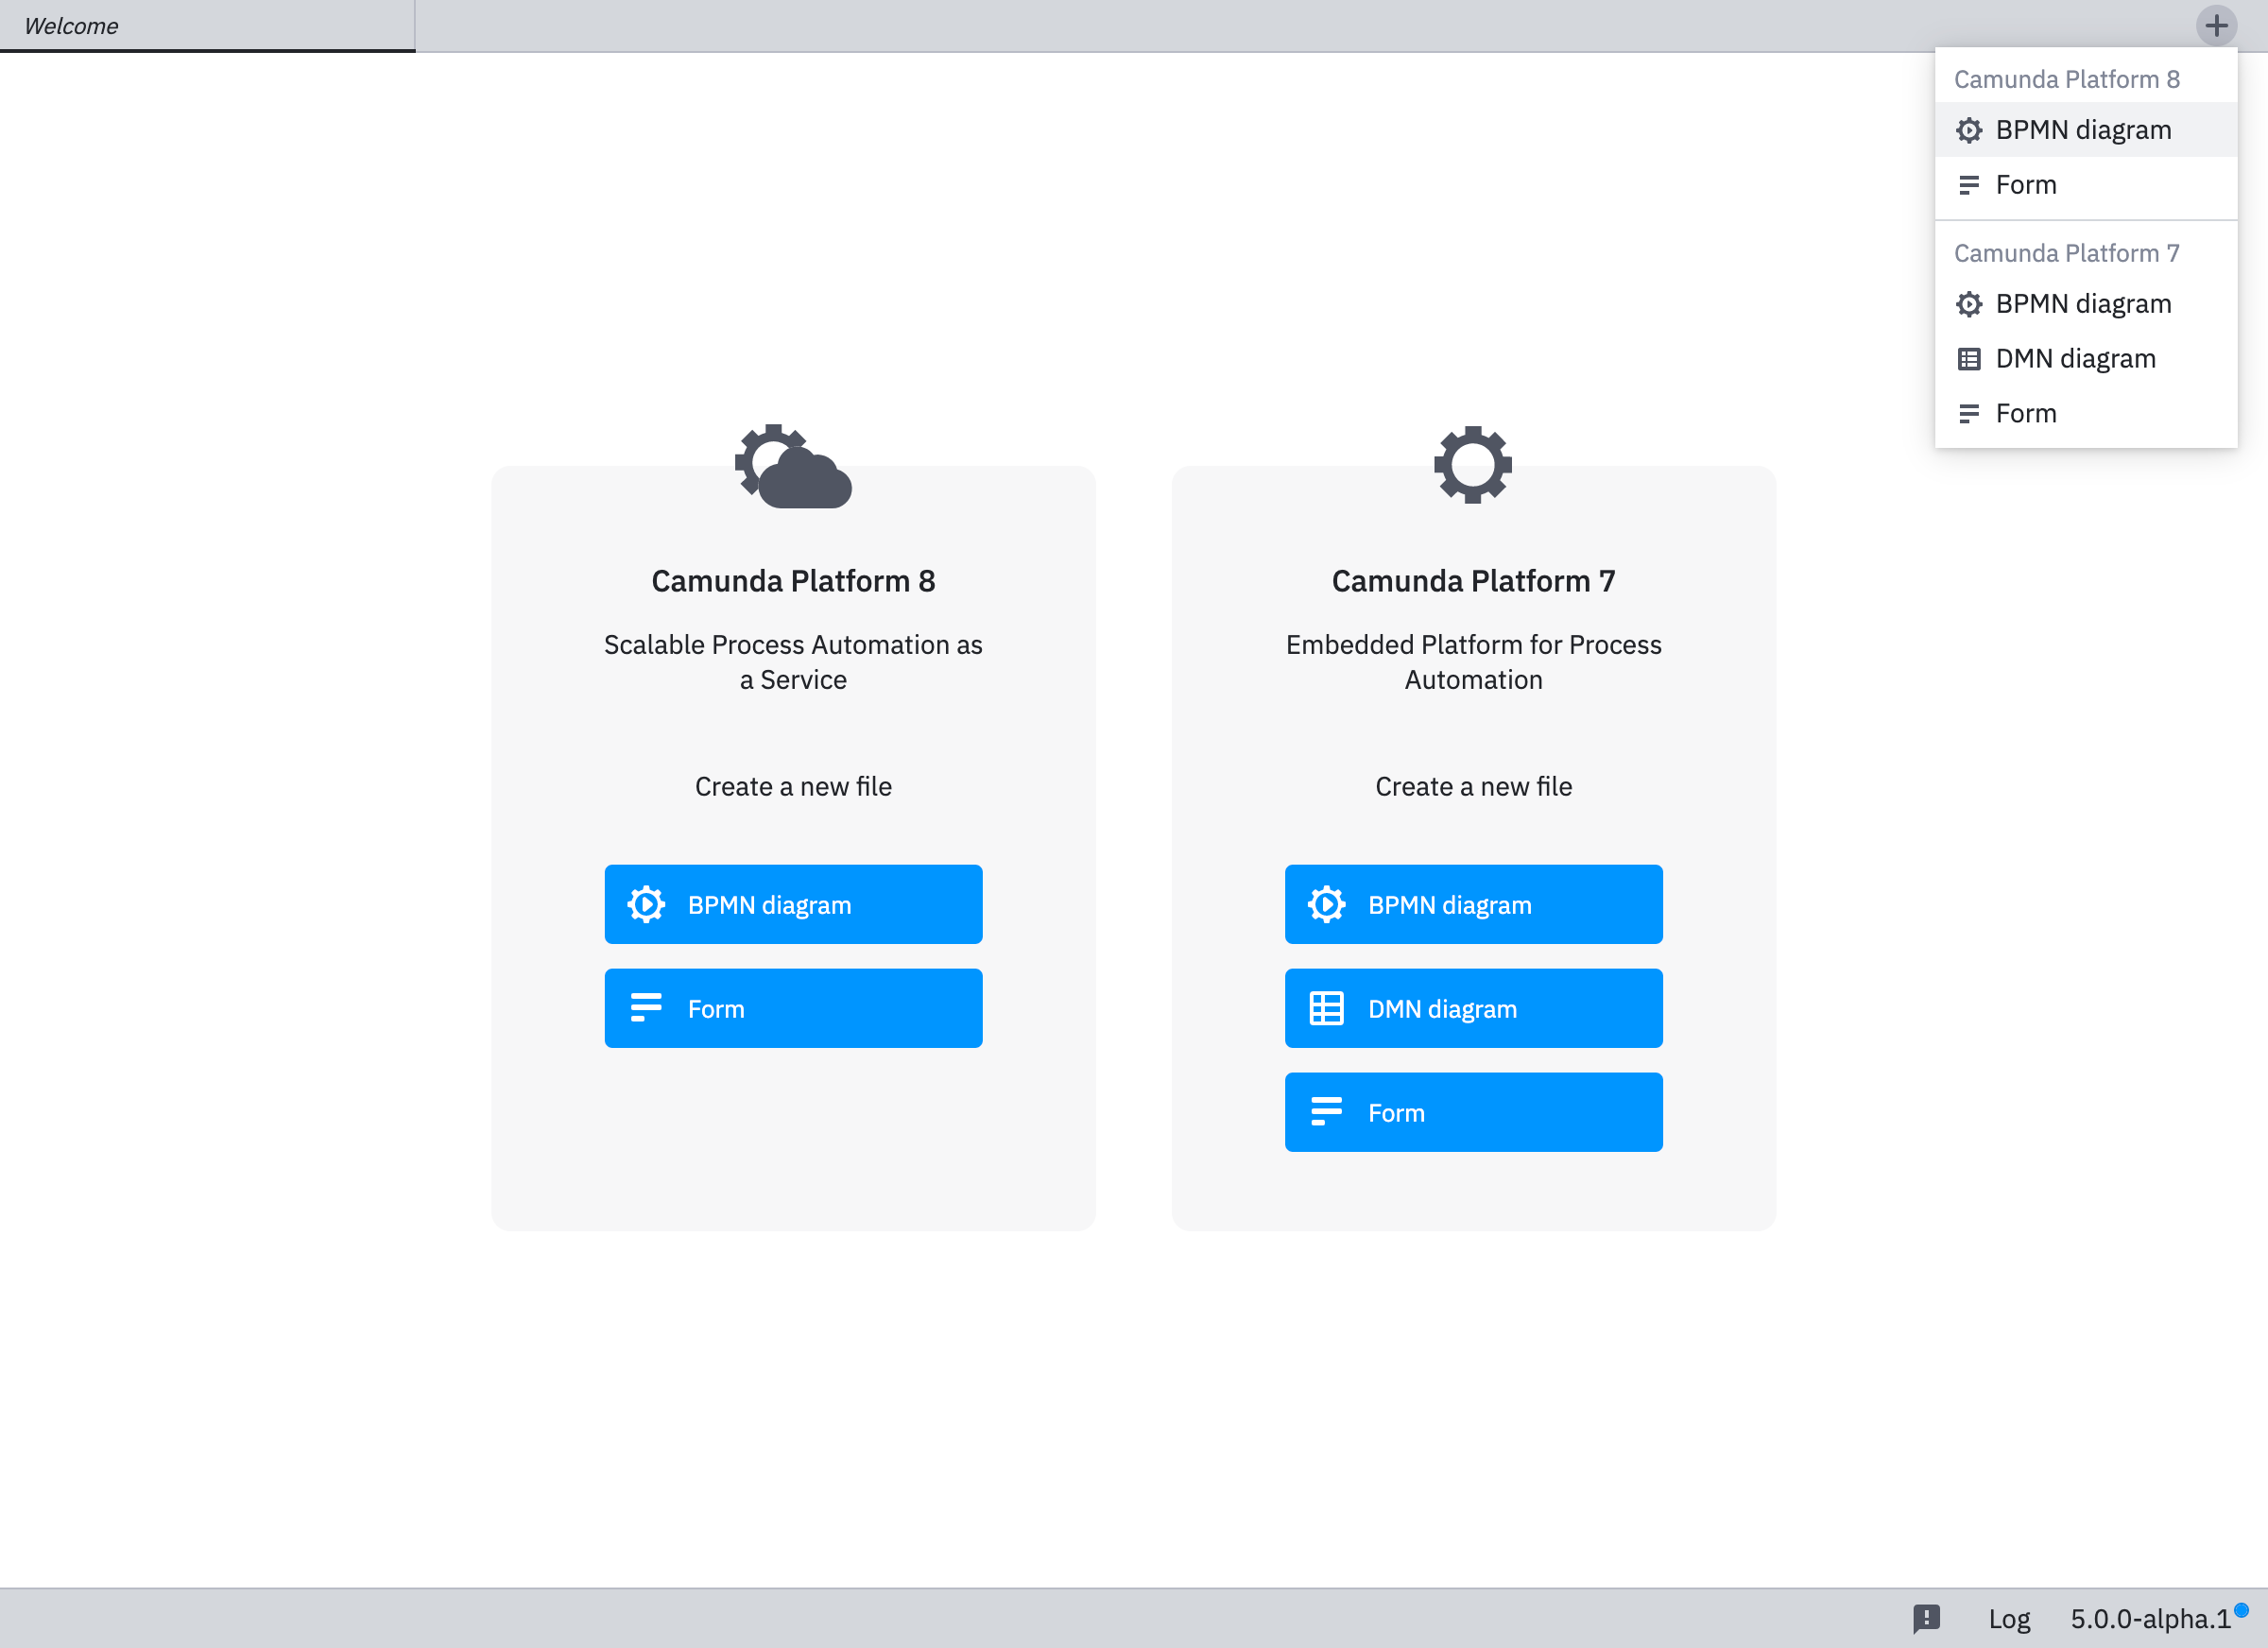 Welcome
Camunda Platform 8
BPMN diagram
Form
Camunda Platform 7
BPMN diagram
DMN diagram
Form
Camunda Platform 8
Scalable Process Automation as
a Service
Create a new file
BPMN diagram
Form
Camunda Platform 7
Embedded Platform for Process
Automation
Create a new file
BPMN diagram
DMN diagram
Form
Log 5.0.0-alpha.1